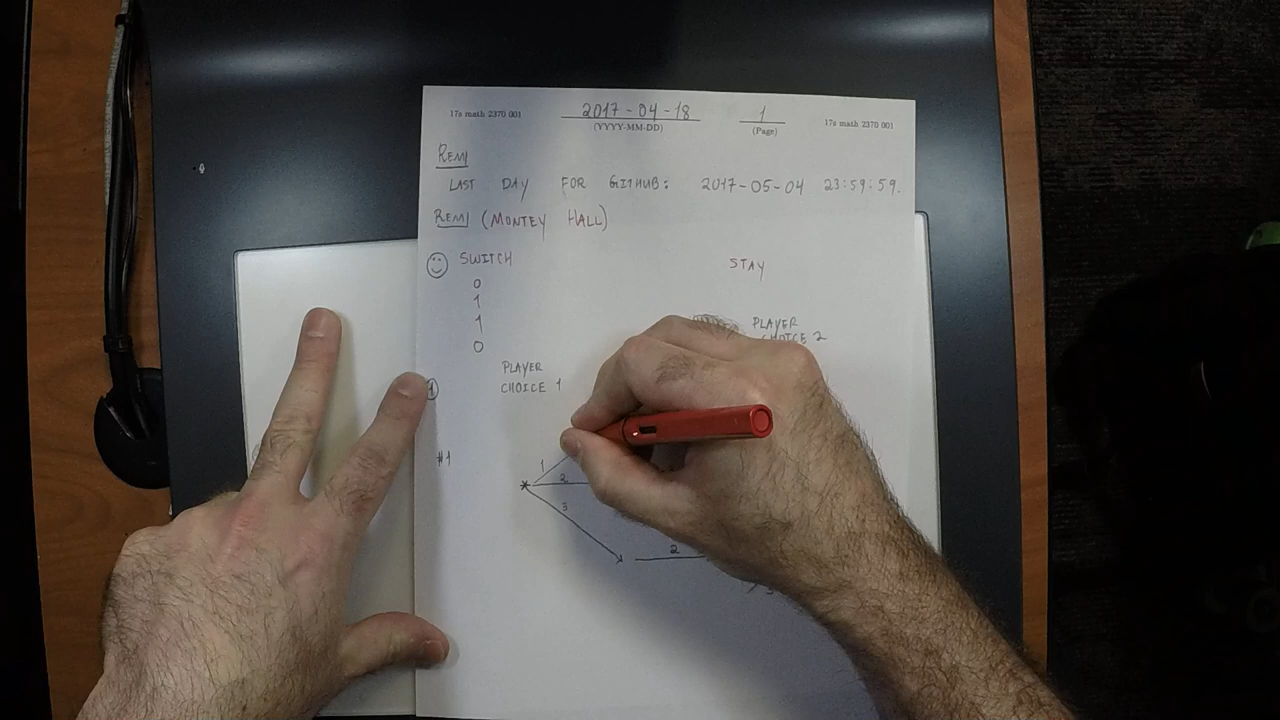 17s math 2370 001 2017-04-18 1 17s math 2370 001
(YYYY-MM-DD) (Page)
REM
LAST DAY FOR GITHUB: 2017-05-04 23:59:59.
REM (MONTEY HALL)
SWITCH STAY
0
1
1
0
PLAYER
CHOICE 2
PLAYER
CHOICE 1
1
#1
1
2
3
2